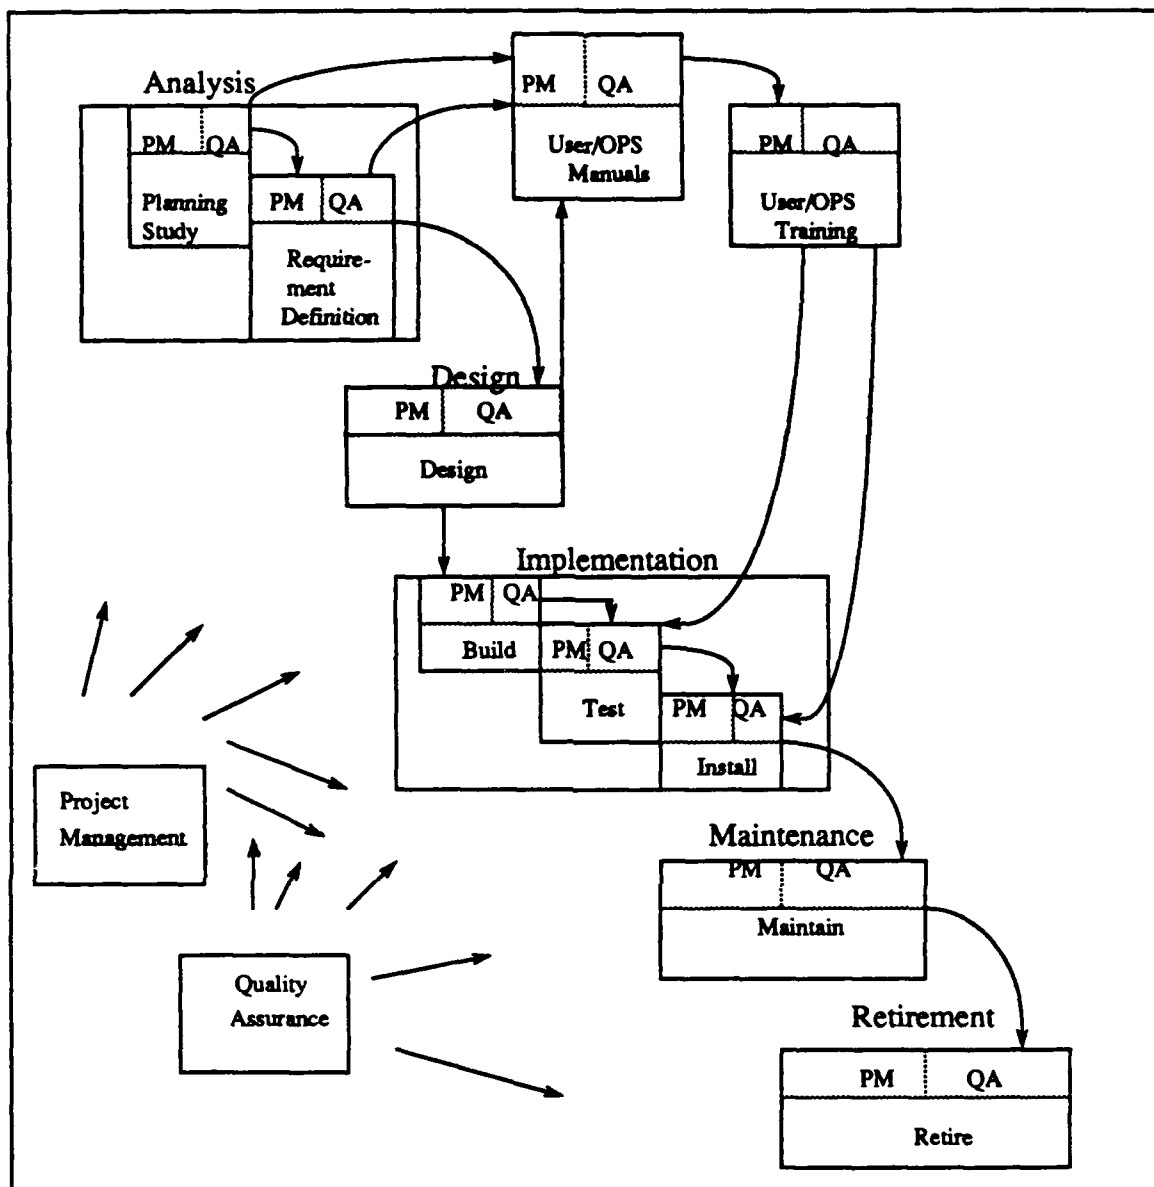 Analysis
PM QA
Planning
Study
PM QA
Require-
ment
Definition
PM QA
User/OPS
Manuals
PM QA
User/OPS
Training
Design
PM QA
Design
Implementation
PM QA
Build
PM QA
Test
PM QA
Install
Project
Management
Quality
Assurance
Maintenance
PM QA
Maintain
Retirement
PM QA
Retire